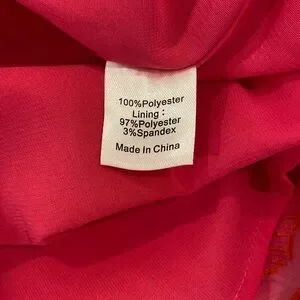 100%Polyester
Lining :
97%Polyester
3%Spandex
Made In China